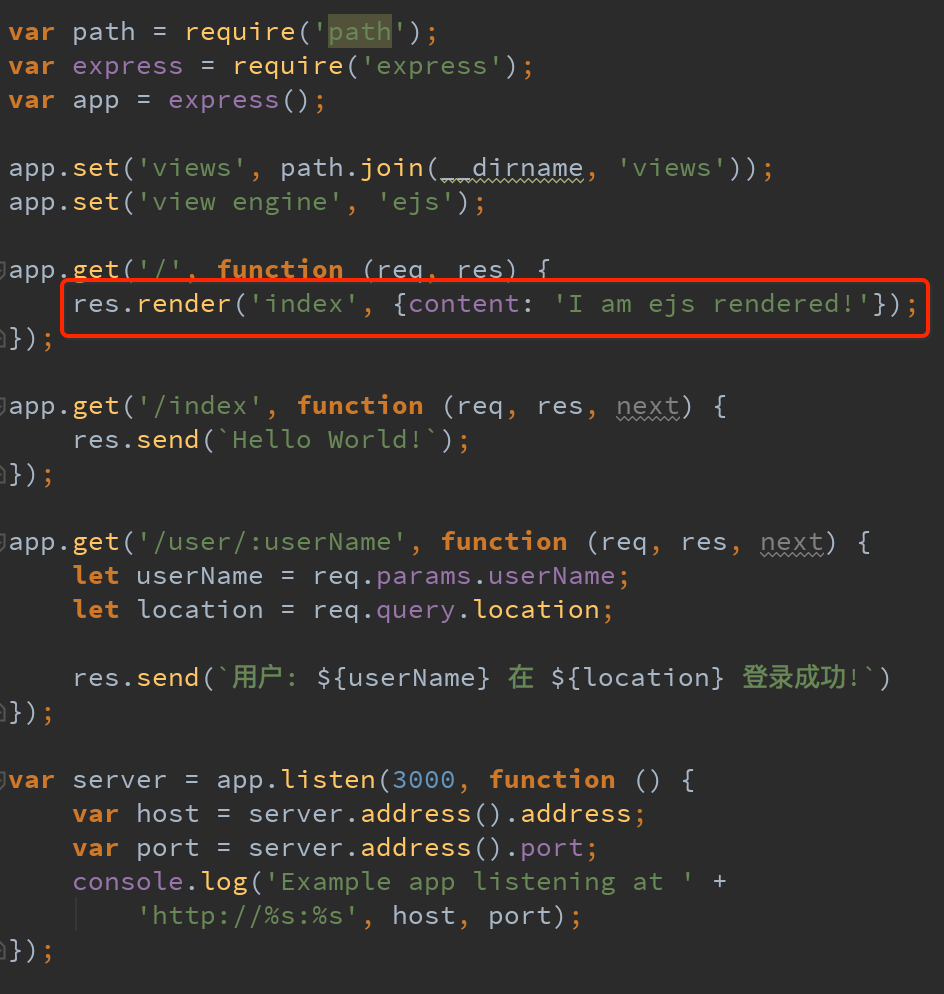 var path = require('path');
var express = require('express');
var app = express();
app.set('views', path.join(__dirname, 'views'));
app.set('view engine', 'ejs');
app.get('/', function (req, res) {
res.render('index', {content: 'I am ejs rendered!'});
});
app.get('/index', function (req, res, next) {
res.send(`Hello World!`);
});
app.get('/user/:userName', function (req, res, next) {
let userName = req.params.userName;
let location = req.query.location;
res.send(`用户: ${userName} 在 ${location} 登录成功!`)
});
var server = app.listen(3000, function () {
var host = server.address().address;
var port = server.address().port;
console.log('Example app listening at ' +
'http://%s:%s', host, port);
});